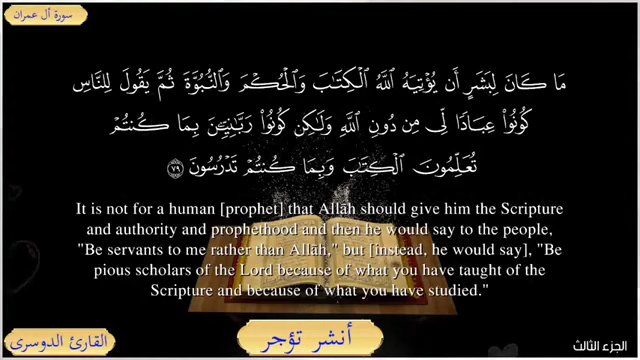 سورة آل عمران
مَا كَانَ لِبَشَرٍ أَن يُؤْتِيَهُ اللَّهُ الْكِتَابَ وَالْحُكْمَ وَالنُّبُوَّةَ ثُمَّ يَقُولَ لِلنَّاسِ
كُونُوا عِبَادًا لِّي مِن دُونِ اللَّهِ وَلَٰكِن كُونُوا رَبَّانِيِّينَ بِمَا كُنتُمْ
تُعَلِّمُونَ الْكِتَابَ وَبِمَا كُنتُمْ تَدْرُسُونَ ٧٩
It is not for a human [prophet] that Allāh should give him the Scripture
and authority and prophethood and then he would say to the people,
"Be servants to me rather than Allāh," but [instead, he would say], "Be
pious scholars of the Lord because of what you have taught of the
Scripture and because of what you have studied."
القارئ الدوسرى
أنشر تؤجر
الجزء الثالث